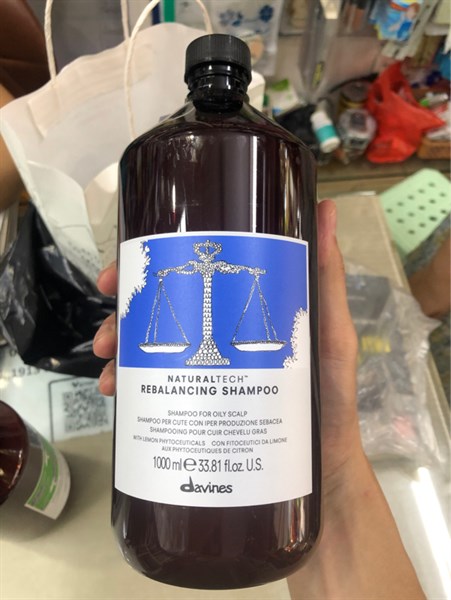 NATURALTECH™
REBALANCING SHAMPOO
SHAMPOO FOR OILY SCALP
SHAMPOO PER CUTE CON IPER PRODUZIONE SEBACEA
SHAMPOOING POUR CUIR CHEVELU GRAS
WITH LEMON PHYTOCEUTICALS CON FITOCEUTICI DA LIMONE
AUX PHYTOCEUTIQUES DE CITRON
1000 ml ℮ 33.81 fl.oz. U.S.
davines